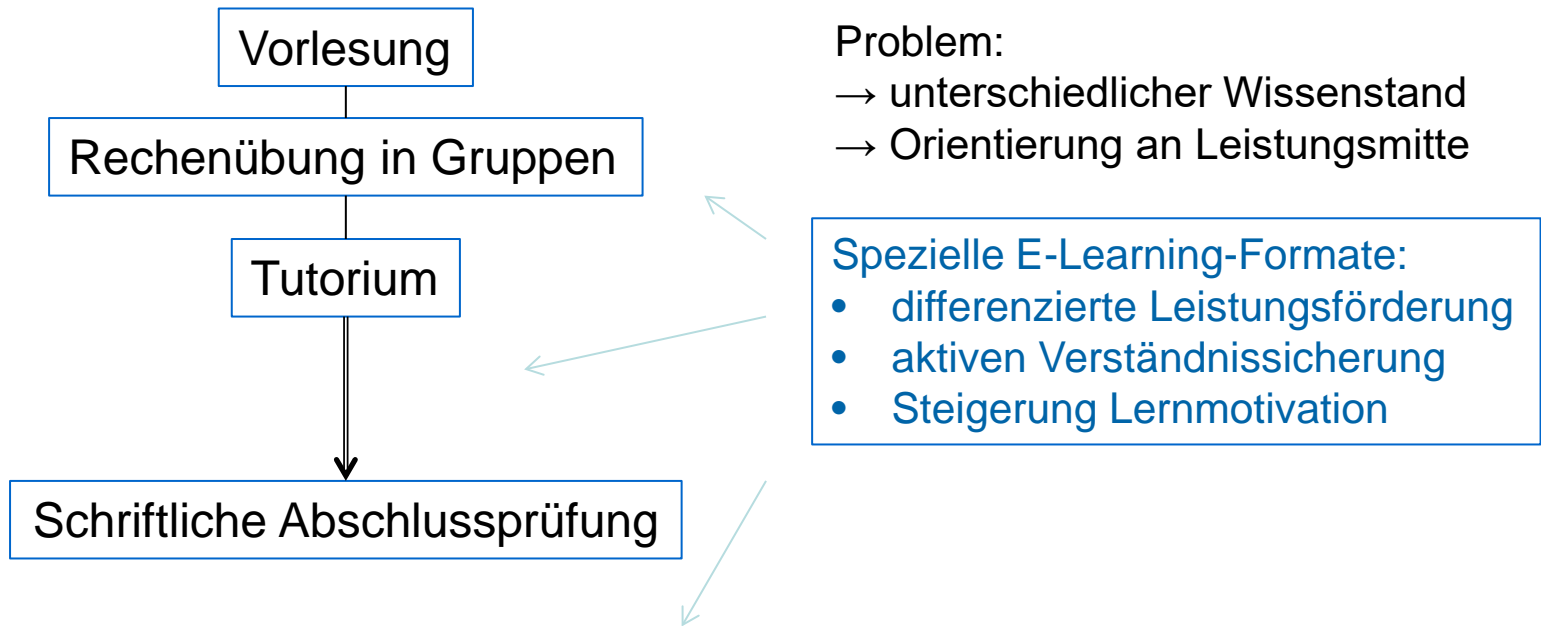 Vorlesung
Rechenübung in Gruppen
Tutorium
Schriftliche Abschlussprüfung
Problem:
→ unterschiedlicher Wissenstand
→ Orientierung an Leistungsmitte
Spezielle E-Learning-Formate:
• differenzierte Leistungsförderung
• aktiven Verständnissicherung
• Steigerung Lernmotivation